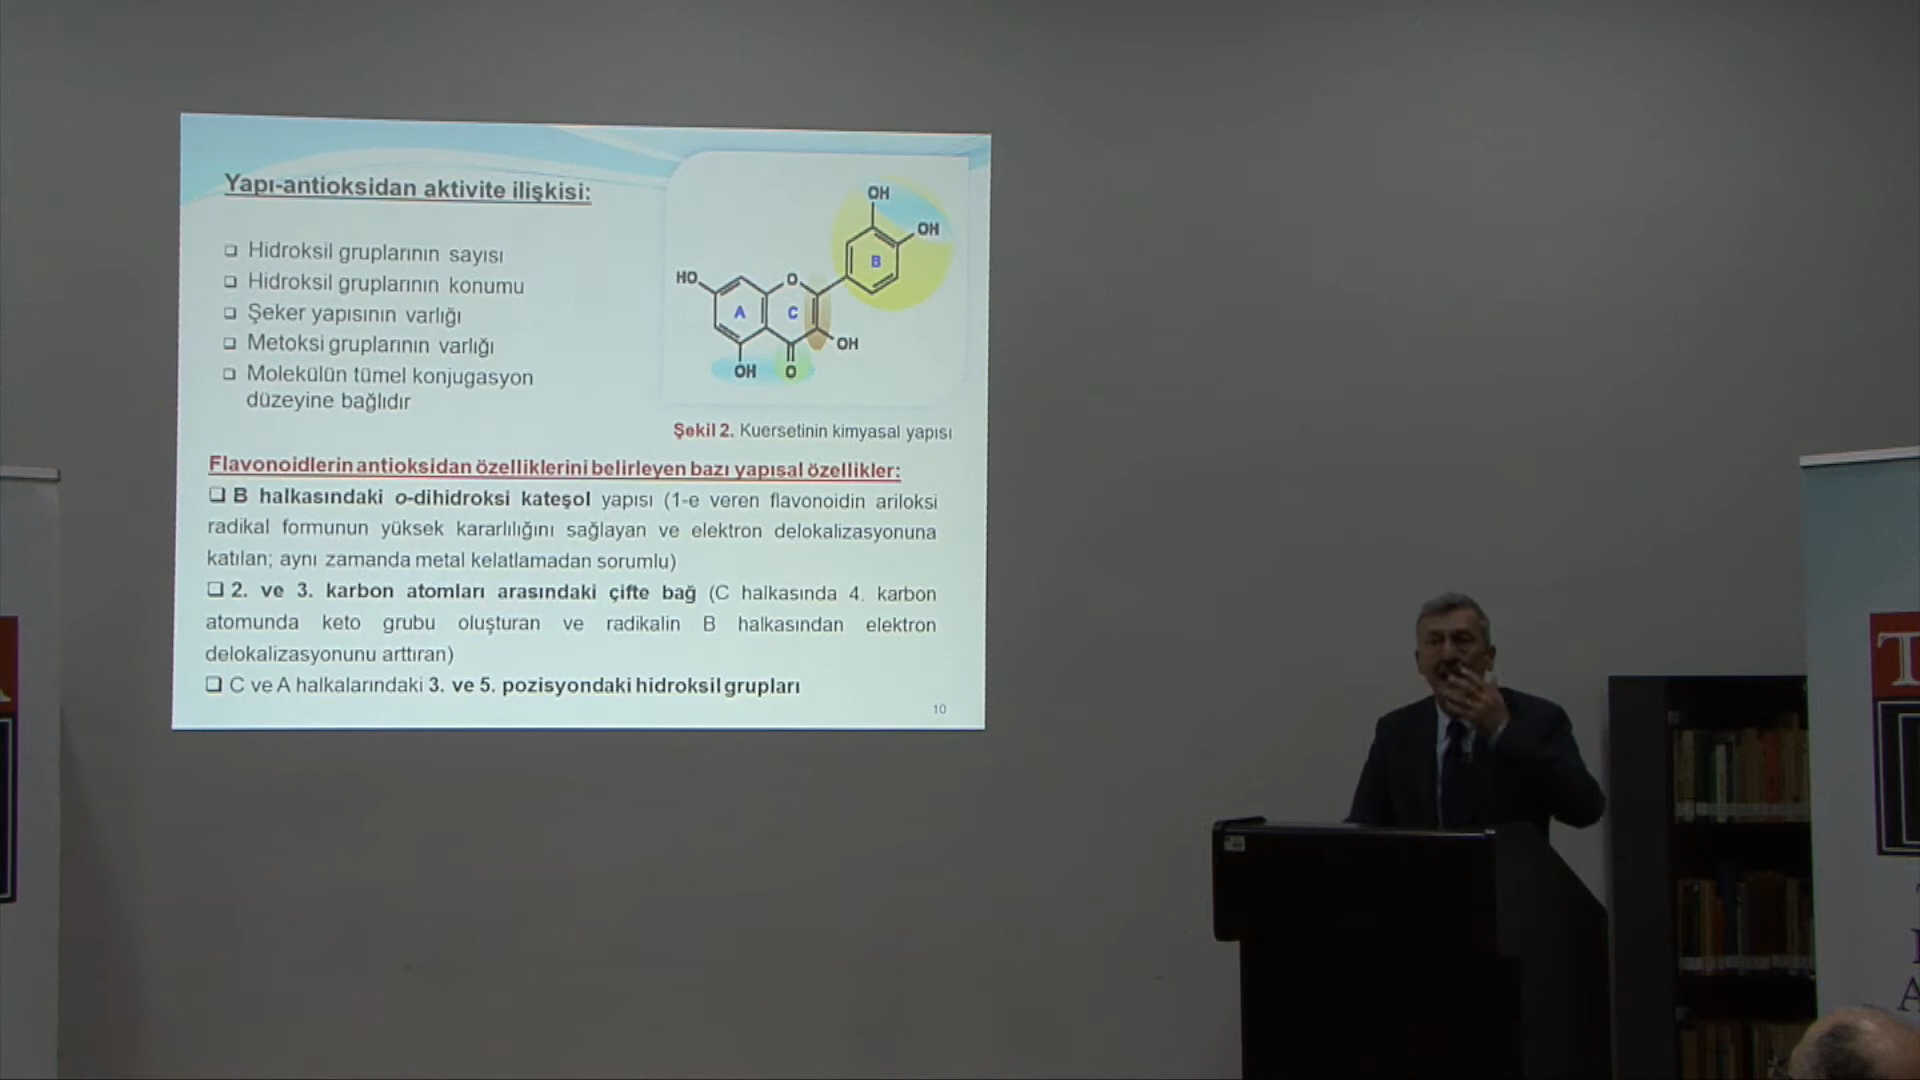 Yapı-antioksidan aktivite ilişkisi:
❑ Hidroksil gruplarının sayısı
❑ Hidroksil gruplarının konumu
❑ Şeker yapısının varlığı
❑ Metoksi gruplarının varlığı
❑ Molekülün tümel konjugasyon
düzeyine bağlıdır
OH
OH
B
HO
O
A
C
OH
OH
O
Şekil 2. Kuersetinin kimyasal yapısı
Flavonoidlerin antioksidan özelliklerini belirleyen bazı yapısal özellikler:
❑ B halkasındaki o-dihidroksi kateşol yapısı (1-e veren flavonoidin ariloksi
radikal formunun yüksek kararlılığını sağlayan ve elektron delokalizasyonuna
katılan; aynı zamanda metal kelatlamadan sorumlu)
❑ 2. ve 3. karbon atomları arasındaki çifte bağ (C halkasında 4. karbon
atomunda keto grubu oluşturan ve radikalin B halkasından elektron
delokalizasyonunu arttıran)
❑ C ve A halkalarındaki 3. ve 5. pozisyondaki hidroksil grupları
10
T
A